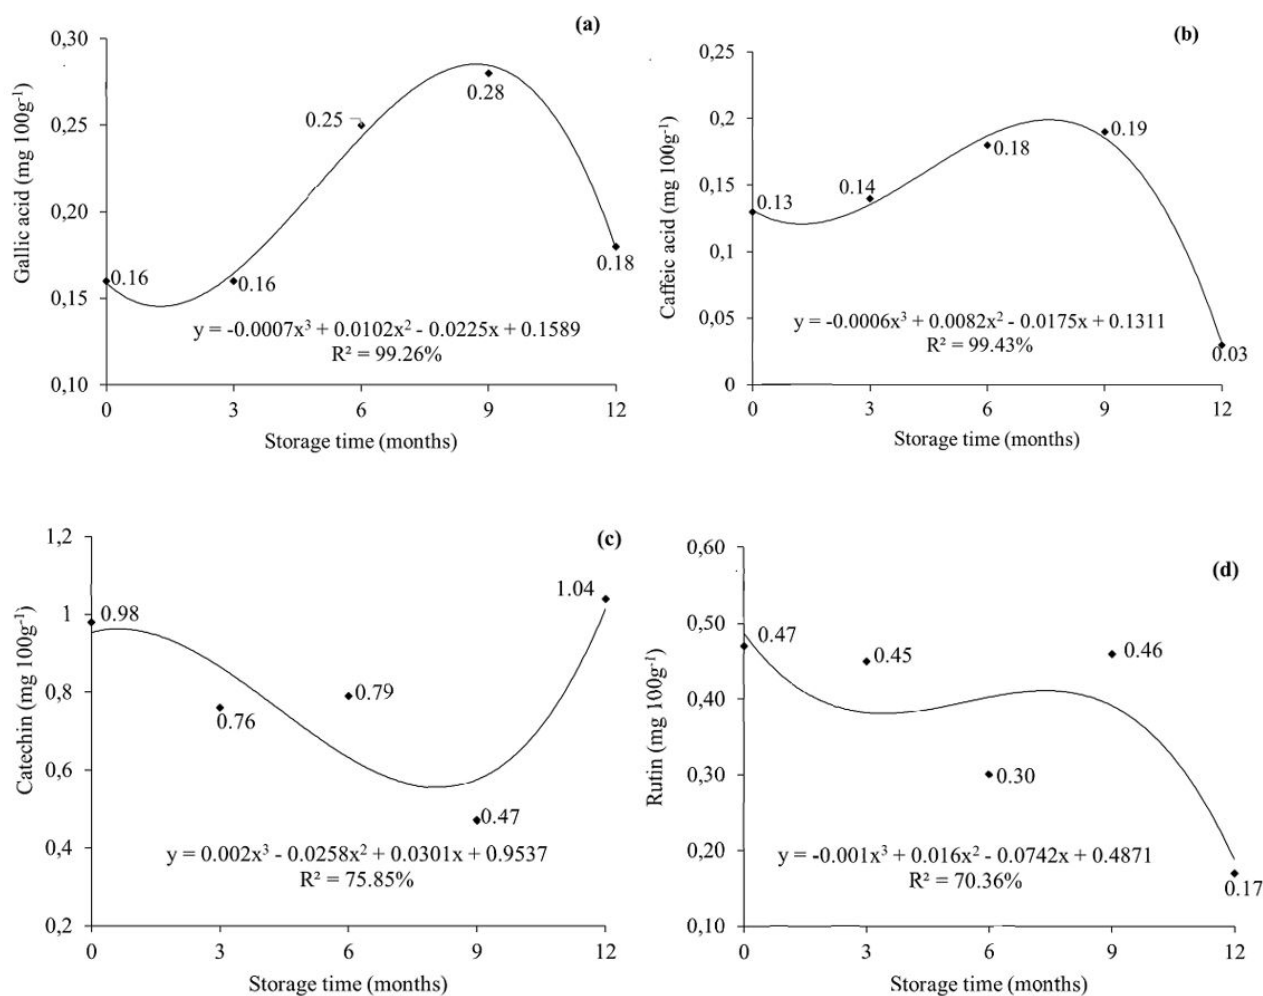 (a)
0,30
0,25
0,20
0,15
0,10
Gallic acid (mg 100g⁻¹)
0.16
0.16
0.25
0.28
0.18
y = -0.0007x³ + 0.0102x² - 0.0225x + 0.1589
R² = 99.26%
0 3 6 9 12
Storage time (months)
(b)
0,25
0,2
0,15
0,1
0,05
0
Caffeic acid (mg 100g⁻¹)
0.13
0.14
0.18
0.19
0.03
y = -0.0006x³ + 0.0082x² - 0.0175x + 0.1311
R² = 99.43%
0 3 6 9 12
Storage time (months)
(c)
1,2
1
0,8
0,6
0,4
0,2
Catechin (mg 100g⁻¹)
0.98
0.76
0.79
0.47
1.04
y = 0.002x³ - 0.0258x² + 0.0301x + 0.9537
R² = 75.85%
0 3 6 9 12
Storage time (months)
(d)
0,60
0,50
0,40
0,30
0,20
0,10
Rutin (mg 100g⁻¹)
0.47
0.45
0.30
0.46
0.17
y = -0.001x³ + 0.016x² - 0.0742x + 0.4871
R² = 70.36%
0 3 6 9 12
Storage time (months)